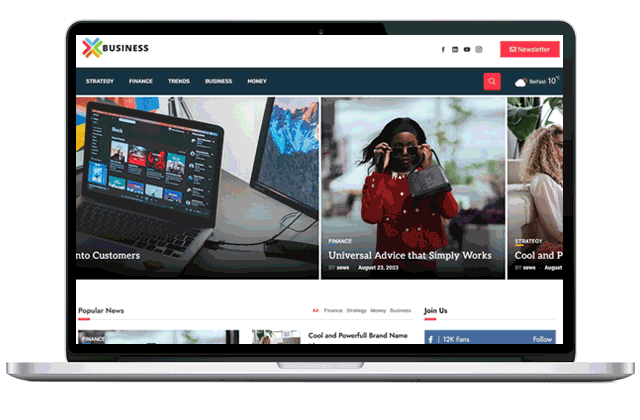 BUSINESS
Newsletter
STRATEGY FINANCE TRENDS BUSINESS MONEY
Belfast 10°
Rock
FINANCE
STRATEGY
nto Customers
Universal Advice that Simply Works
Cool and P
BY news - August 23, 2023
BY news - August
Popular News
All Finance Strategy Money Business
Join Us
FINANCE
Cool and Powerfull Brand Name
12K Fans
Follow